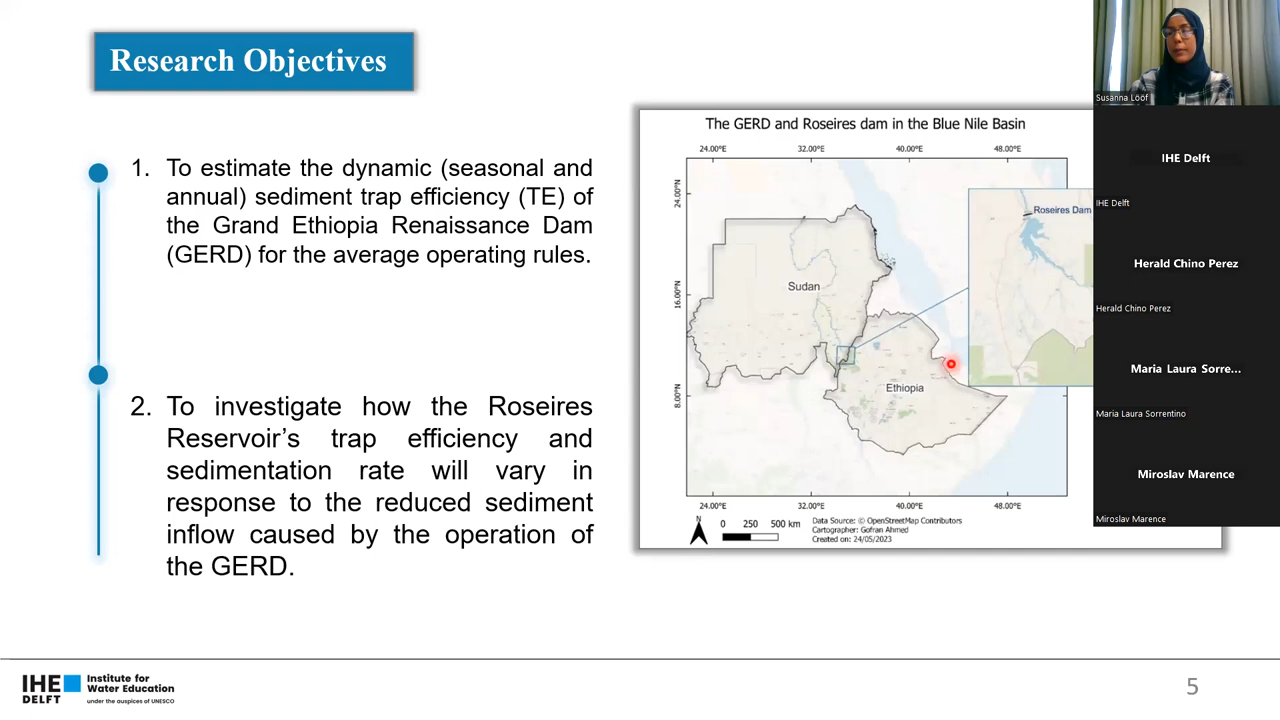 Research Objectives
1. To estimate the dynamic (seasonal and
annual) sediment trap efficiency (TE) of
the Grand Ethiopia Renaissance Dam
(GERD) for the average operating rules.
2. To investigate how the Roseires
Reservoir's trap efficiency and
sedimentation rate will vary in
response to the reduced sediment
inflow caused by the operation of
the GERD.
The GERD and Roseires dam in the Blue Nile Basin
24.00°E 32.00°E 40.00°E 48.00°E
24.00°N
16.00°N
8.00°N
Roseires Dam
Sudan
Ethiopia
24.00°E 32.00°E 40.00°E 48.00°E
N
0 250 500 km
Data Source: © OpenStreetMap Contributors
Cartographer: Gofran Ahmed
Created on: 24/05/2023
Susanna Lööf
IHE Delft
IHE Delft
Herald Chino Perez
Herald Chino Perez
Maria Laura Sorre...
Maria Laura Sorrentino
Miroslav Marence
Miroslav Marence
IHE
DELFT
Institute for
Water Education
under the auspices of UNESCO
5